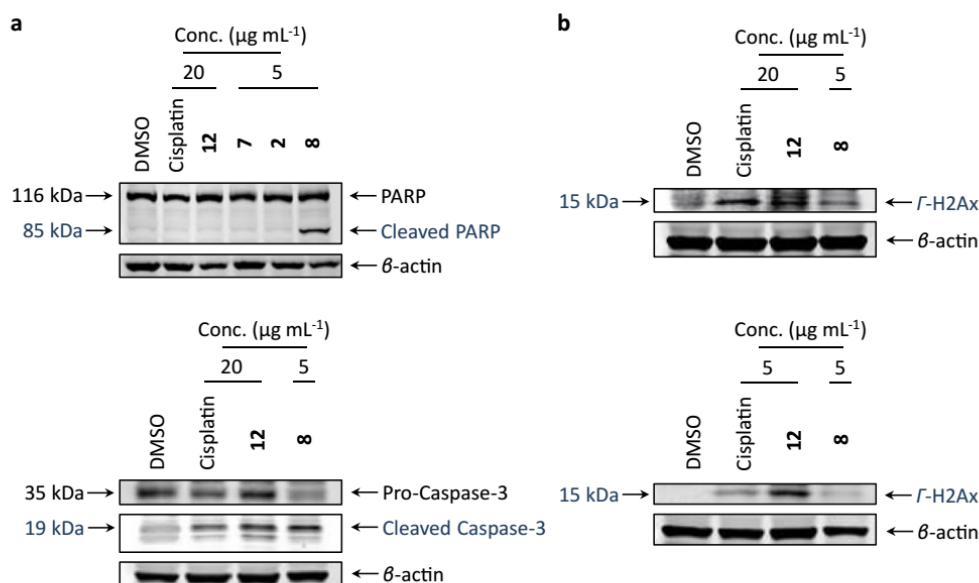 a
Conc. (µg mL-1)
20 5
DMSO Cisplatin 12 7 2 8
116 kDa PARP
85 kDa Cleaved PARP
β-actin
Conc. (µg mL-1)
20 5
DMSO Cisplatin 12 8
35 kDa Pro-Caspase-3
19 kDa Cleaved Caspase-3
β-actin
b
Conc. (µg mL-1)
20 5
DMSO Cisplatin 12 8
15 kDa Γ-H2Ax
β-actin
Conc. (µg mL-1)
5 5
DMSO Cisplatin 12 8
15 kDa Γ-H2Ax
β-actin